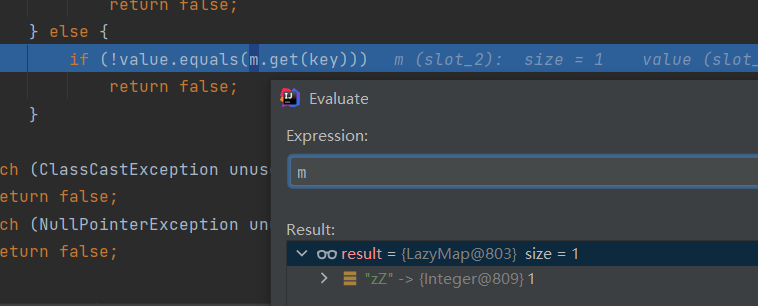 return false;
} else {
if (!value.equals(m.get(key))) m (slot_2): size = 1 value (slot_
return false;
}
Evaluate
Expression:
m
ch (ClassCastException unus
eturn false;
ch (NullPointerException un
eturn false;
Result:
result = {LazyMap@803} size = 1
"zZ" -> {Integer@809} 1